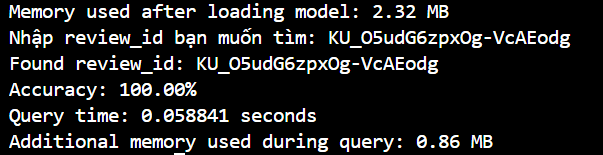 Memory used after loading model: 2.32 MB
Nhập review_id bạn muốn tìm: KU_O5udG6zpxOg-VcAEodg
Found review_id: KU_O5udG6zpxOg-VcAEodg
Accuracy: 100.00%
Query time: 0.058841 seconds
Additional memory used during query: 0.86 MB